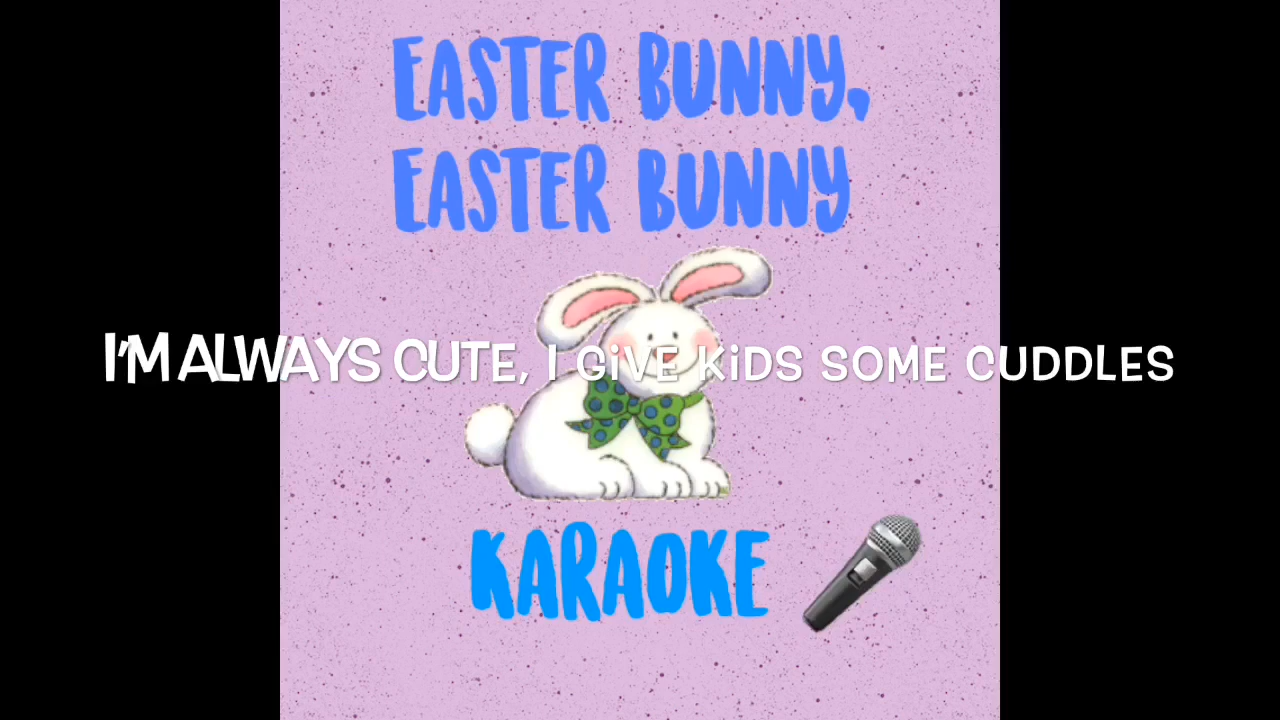 EASTER BUNNY,
EASTER BUNNY
I'M ALWAYS CUTE, I GiVE KiDS SOME CUDDLES
KARAOKE